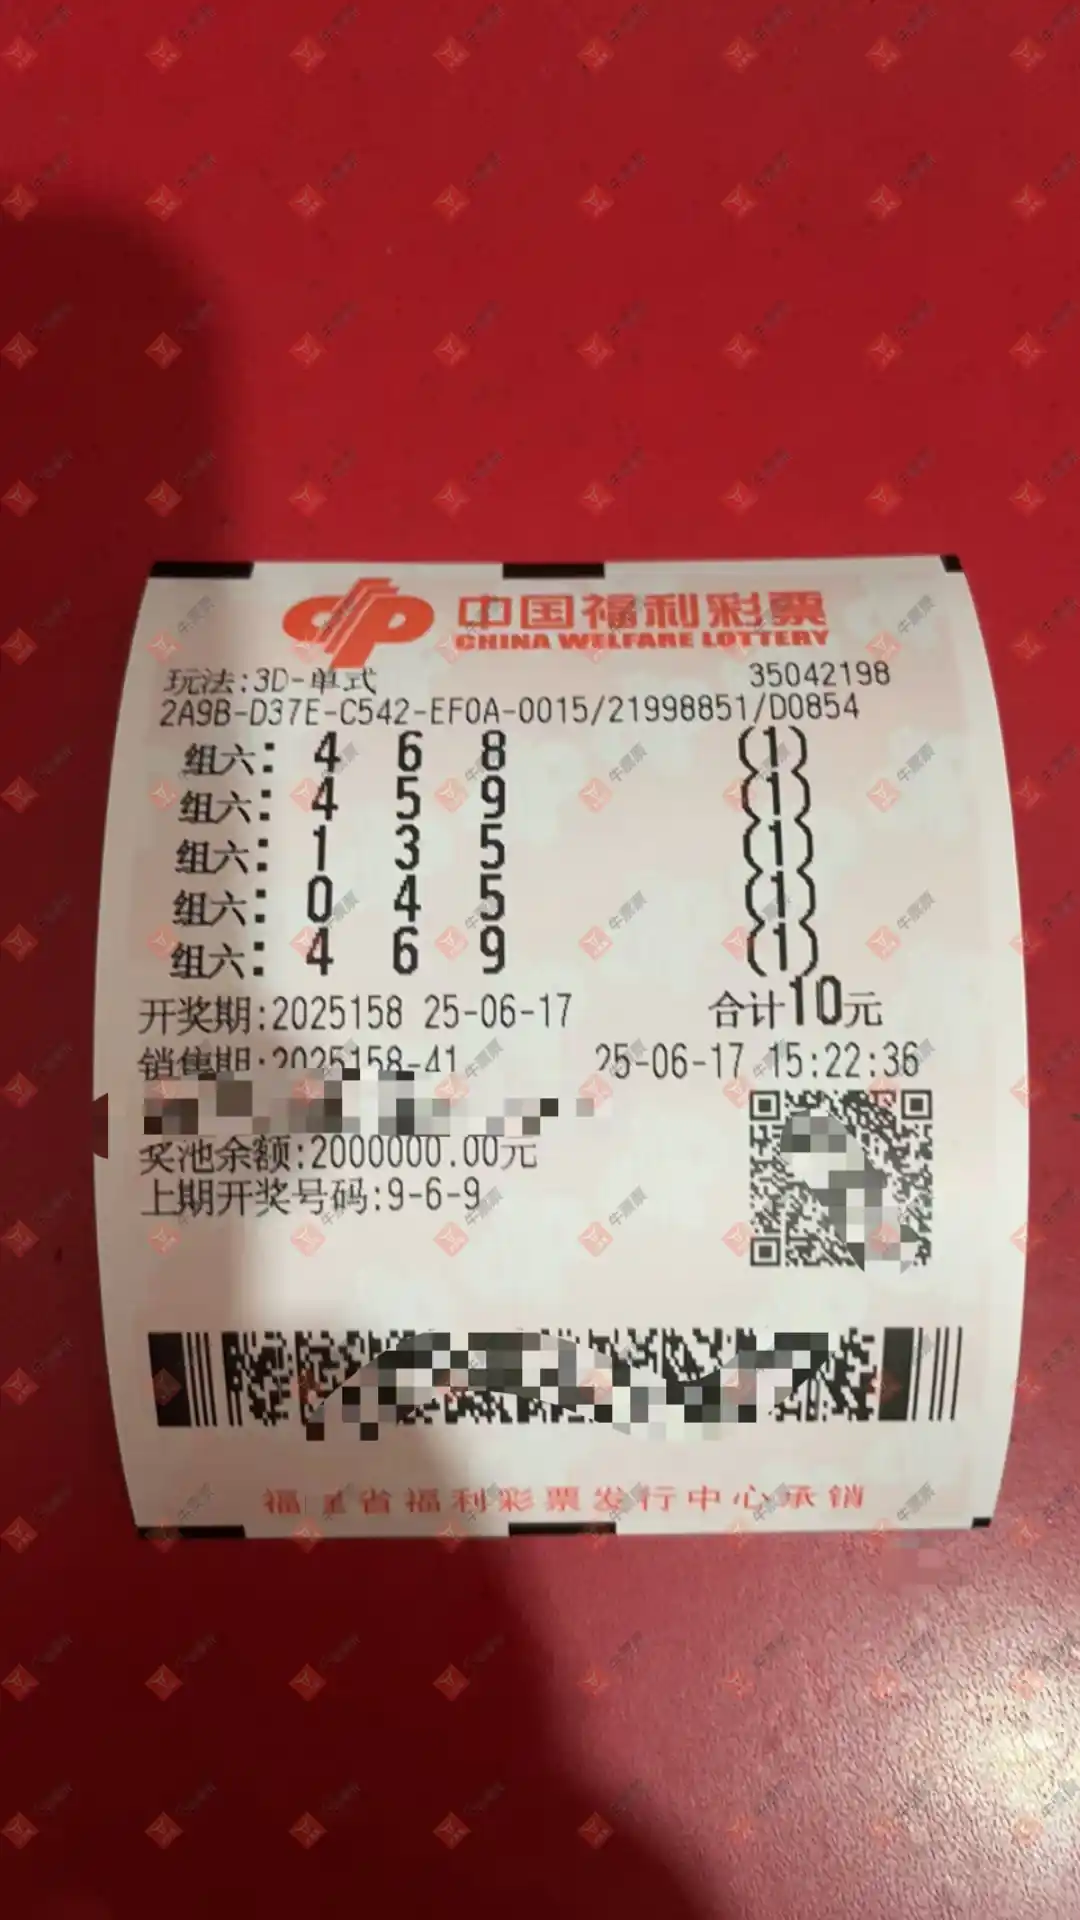 中国福利彩票
CHINA WELFARE LOTTERY
玩法:3D-单式 35042198
2A9B-D37E-C542-EF0A-0015/21998851/D0854
组六: 4 6 8 (1)
组六: 4 5 9 (1)
组六: 1 3 5 (1)
组六: 0 4 5 (1)
组六: 4 6 9 (1)
开奖期:2025158 25-06-17 合计10元
销售期:2025158-41 25-06-17 15:22:36
奖池余额:2000000.00元
上期开奖号码:9-6-9
福 省福利彩票发行中心承销
牛票票